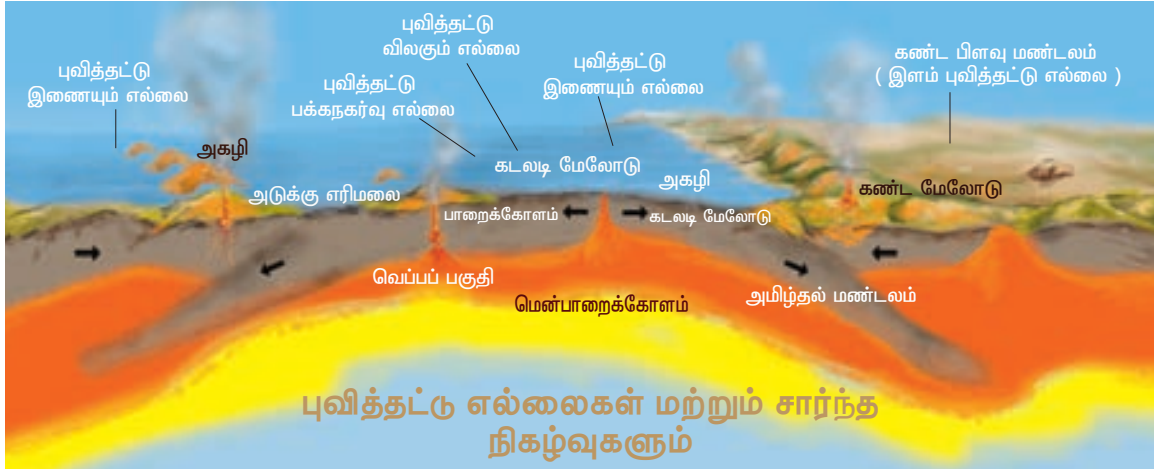 புவித்தட்டு
இணையும் எல்லை
புவித்தட்டு
விலகும் எல்லை
புவித்தட்டு
பக்கநகர்வு எல்லை
புவித்தட்டு
இணையும் எல்லை
கண்ட பிளவு மண்டலம்
( இளம் புவித்தட்டு எல்லை )
அகழி
கடலடி மேலோடு
அகழி
அடுக்கு எரிமலை
கண்ட மேலோடு
பாறைக்கோளம்
கடலடி மேலோடு
வெப்பப் பகுதி
மென்பாறைக்கோளம்
அமிழ்தல் மண்டலம்
புவித்தட்டு எல்லைகள் மற்றும் சார்ந்த
நிகழ்வுகளும்